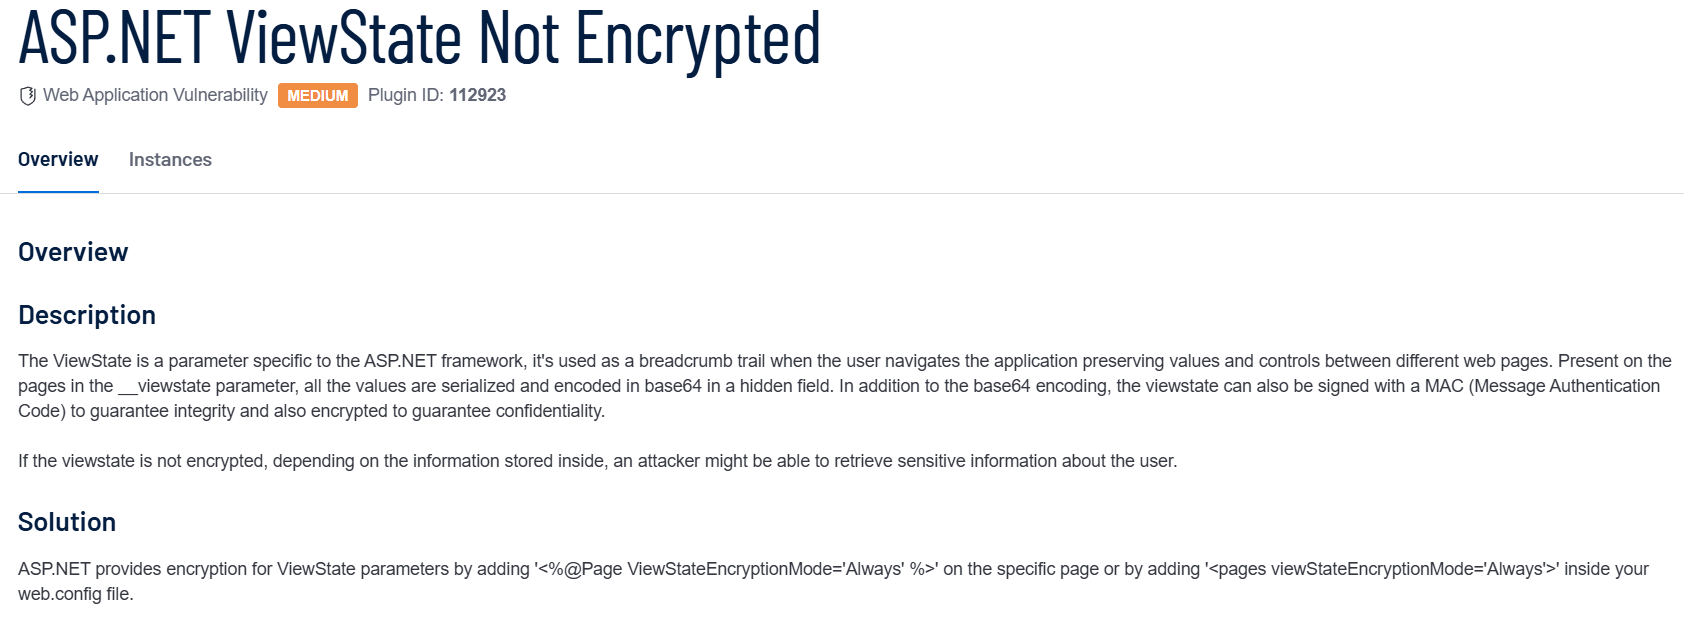 ASP.NET ViewState Not Encrypted
Web Application Vulnerability MEDIUM Plugin ID: 112923
Overview Instances
Overview
Description
The ViewState is a parameter specific to the ASP.NET framework, it's used as a breadcrumb trail when the user navigates the application preserving values and controls between different web pages. Present on the
pages in the __viewstate parameter, all the values are serialized and encoded in base64 in a hidden field. In addition to the base64 encoding, the viewstate can also be signed with a MAC (Message Authentication
Code) to guarantee integrity and also encrypted to guarantee confidentiality.
If the viewstate is not encrypted, depending on the information stored inside, an attacker might be able to retrieve sensitive information about the user.
Solution
ASP.NET provides encryption for ViewState parameters by adding '<%@Page ViewStateEncryptionMode='Always' %>' on the specific page or by adding '<pages viewStateEncryptionMode='Always'>' inside your
web.config file.